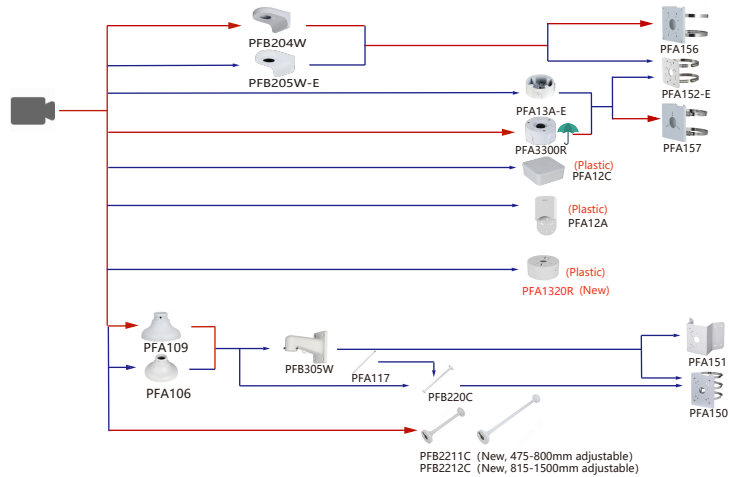 PFB204W
PFA156
PFB205W-E
PFA152-E
PFA13A-E
PFA157
PFA3300R
(Plastic)
PFA12C
(Plastic)
PFA12A
(Plastic)
PFA1320R (New)
PFA109
PFB305W
PFA151
PFA117
PFA106
PFB220C
PFA150
PFB2211C (New, 475-800mm adjustable)
PFB2212C (New, 815-1500mm adjustable)